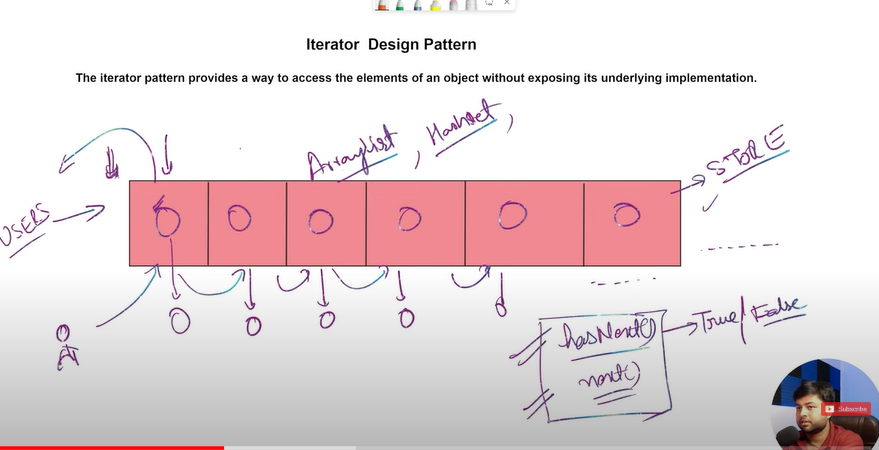 Iterator Design Pattern
The iterator pattern provides a way to access the elements of an object without exposing its underlying implementation.
ArrayList, HashSet,
STORE
USERS
hasNext() True/False
next()
Subscribe